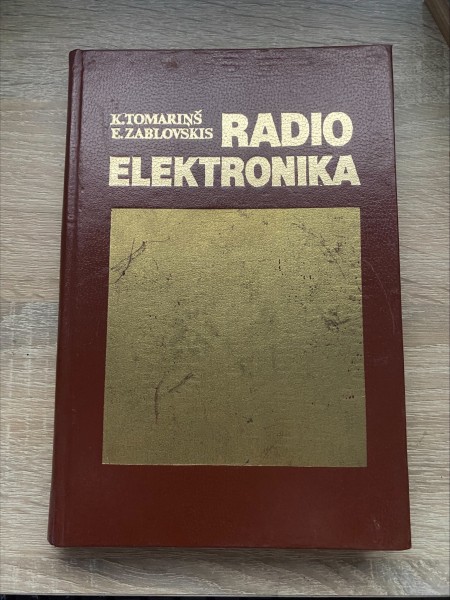 K.TOMARIŅŠ
E.ZABLOVSKIS
RADIO
ELEKTRONIKA